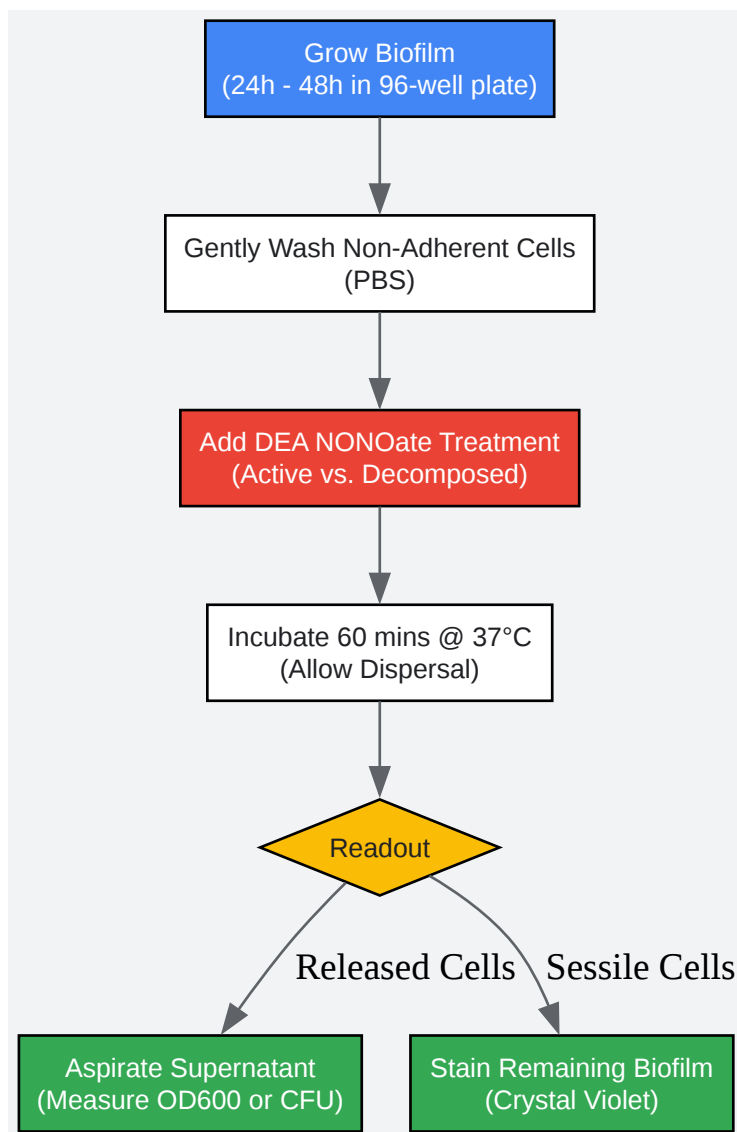 Grow Biofilm
(24h - 48h in 96-well plate)
Gently Wash Non-Adherent Cells
(PBS)
Add DEA NONOate Treatment
(Active vs. Decomposed)
Incubate 60 mins @ 37°C
(Allow Dispersal)
Readout
Released Cells
Sessile Cells
Aspirate Supernatant
(Measure OD600 or CFU)
Stain Remaining Biofilm
(Crystal Violet)